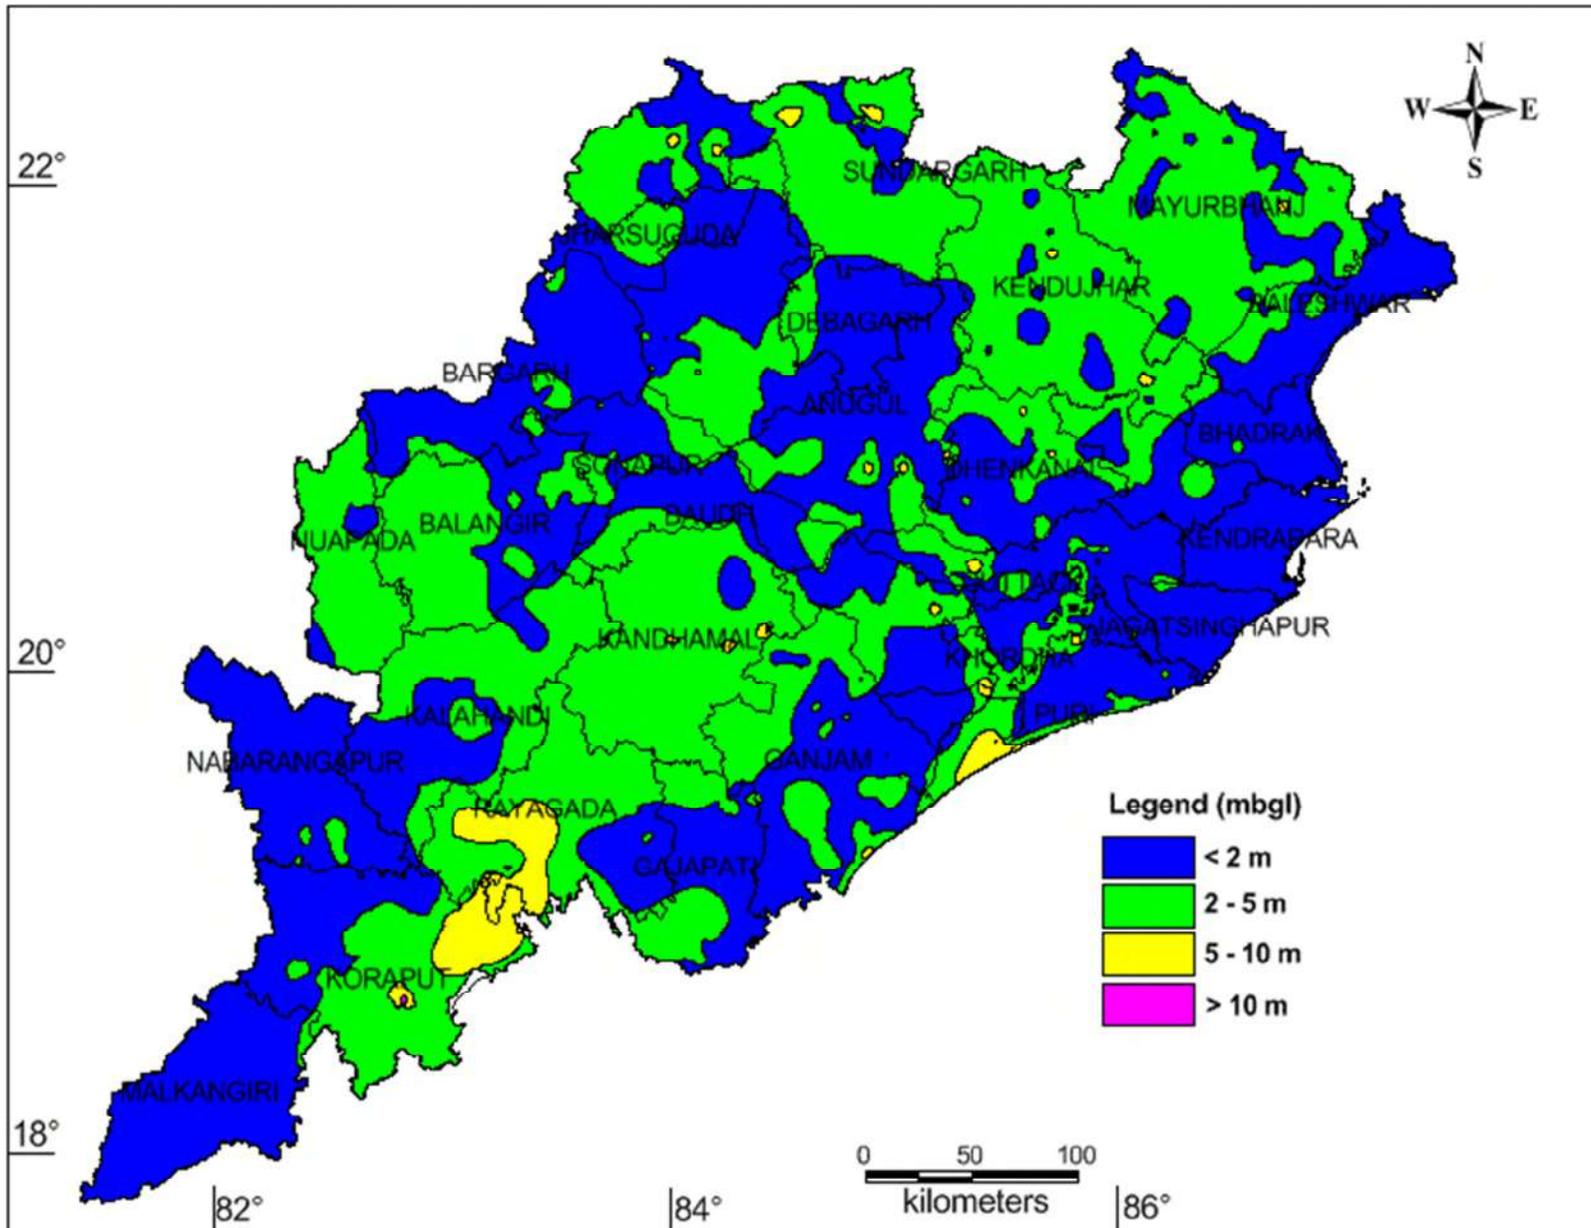 N
W E
S
22°
SUNDARGARH
MAYURBHANJ
JHARSUGUDA
KENDUJHAR
BALESHWAR
DEBAGARH
BARGARH
ANUGUL
BHADRAK
SONAPUR
DHENKANAL
BALANGIR
BAUDH
NUAPADA
KENDRAPARA
CUTTACK
KANDHAMAL
JAGATSINGHAPUR
20°
KHORDHA
KALAHANDI
PURI
NABARANGAPUR
GANJAM
RAYAGADA
Legend (mbgl)
< 2 m
GAJAPATI
2 - 5 m
5 - 10 m
KORAPUT
> 10 m
MALKANGIRI
18°
0 50 100
kilometers
82° 84° 86°